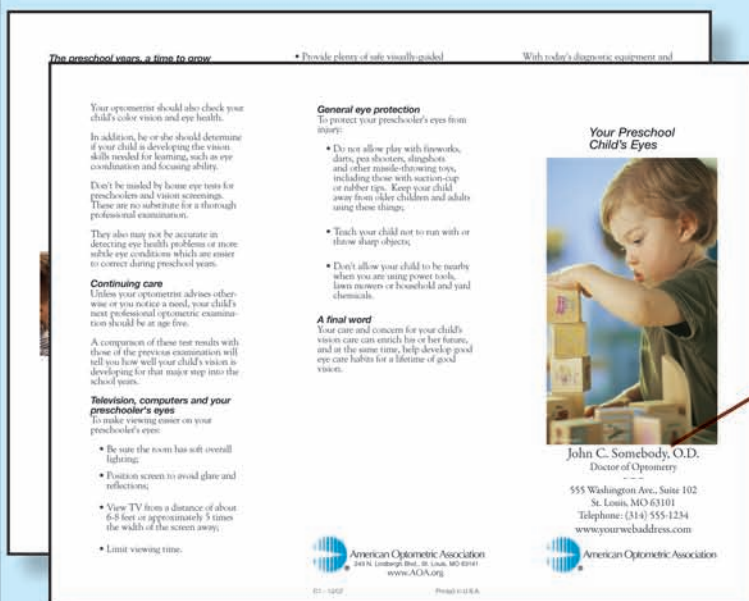 The preschool years, a time to grow
• Provide plenty of safe visually-guided
With today's diagnostic equipment and
Your optometrist should also check your
child's color vision and eye health.
In addition, he or she should determine
if your child is developing the vision
skills needed for learning, such as eye
coordination and focusing ability.
Don't be misled by home eye tests for
preschoolers and vision screenings.
These are no substitute for a thorough
professional examination.
They also may not be accurate in
detecting eye health problems or more
subtle eye conditions which are easier
to correct during preschool years.
Continuing care
Unless your optometrist advises other-
wise or you notice a need, your child's
next professional optometric examina-
tion should be at age five.
A comparison of these test results with
those of the previous examination will
tell you how well your child's vision is
developing for that major step into the
school years.
Television, computers and your
preschooler's eyes
To make viewing easier on your
preschooler's eyes:
• Be sure the room has soft overall
lighting;
• Position screen to avoid glare and
reflections;
• View TV from a distance of about
6-8 feet or approximately 5 times
the width of the screen away;
• Limit viewing time.
General eye protection
To protect your preschooler's eyes from
injury:
• Do not allow play with fireworks,
darts, pea shooters, slingshots
and other missile-throwing toys,
including those with suction-cup
or rubber tips. Keep your child
away from older children and adults
using these things;
• Teach your child not to run with or
throw sharp objects;
• Don't allow your child to be nearby
when you are using power tools,
lawn mowers or household and yard
chemicals.
A final word
Your care and concern for your child's
vision care can enrich his or her future,
and at the same time, help develop good
eye care habits for a lifetime of good
vision.
American Optometric Association
243 N. Lindbergh Blvd., St. Louis, MO 63141
www.AOA.org
Printed in U.S.A.
Your Preschool
Child's Eyes
John C. Somebody, O.D.
Doctor of Optometry
555 Washington Ave., Suite 102
St. Louis, MO 63101
Telephone: (314) 555-1234
www.yourwebaddress.com
American Optometric Association